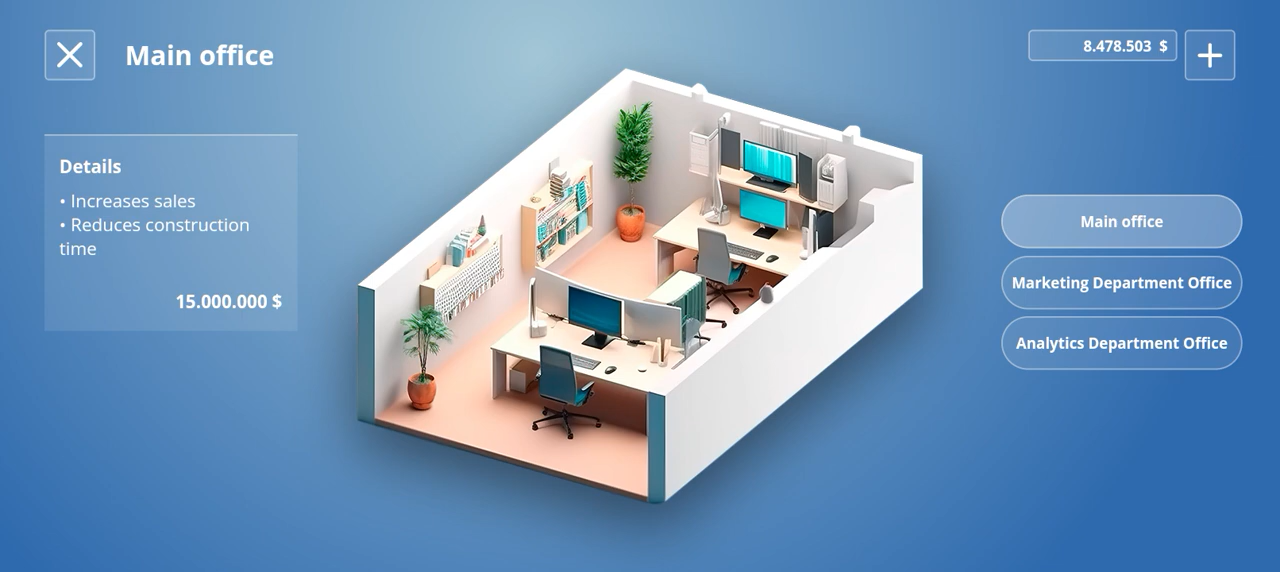 Main office
8.478.503 $
Details
• Increases sales
• Reduces construction
time
15.000.000 $
Main office
Marketing Department Office
Analytics Department Office